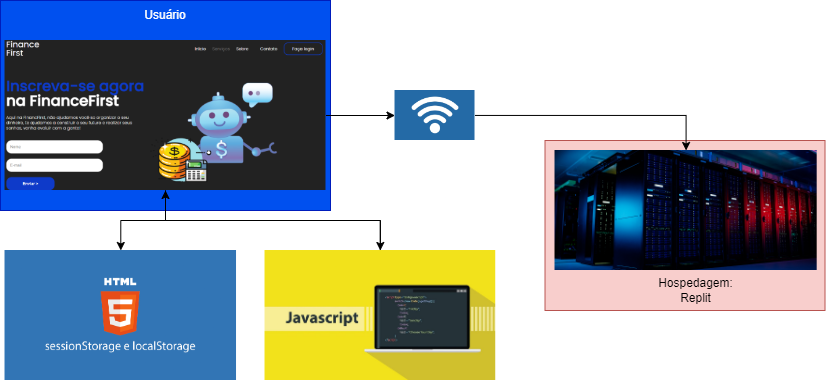 Usuário
Finance
First
Início
Serviços
Sobre
Contato
Faça login
Inscreva-se agora
na FinanceFirst
Aqui na FinanceFirst, nós ajudamos você a organizar o seu
dinheiro, te ajudamos a construir o seu futuro e realizar seus
sonhos, venha evoluir com a gente!
Nome
E-mail
Enviar >
HTML
5
sessionStorage e localStorage
Javascript
Hospedagem:
Replit